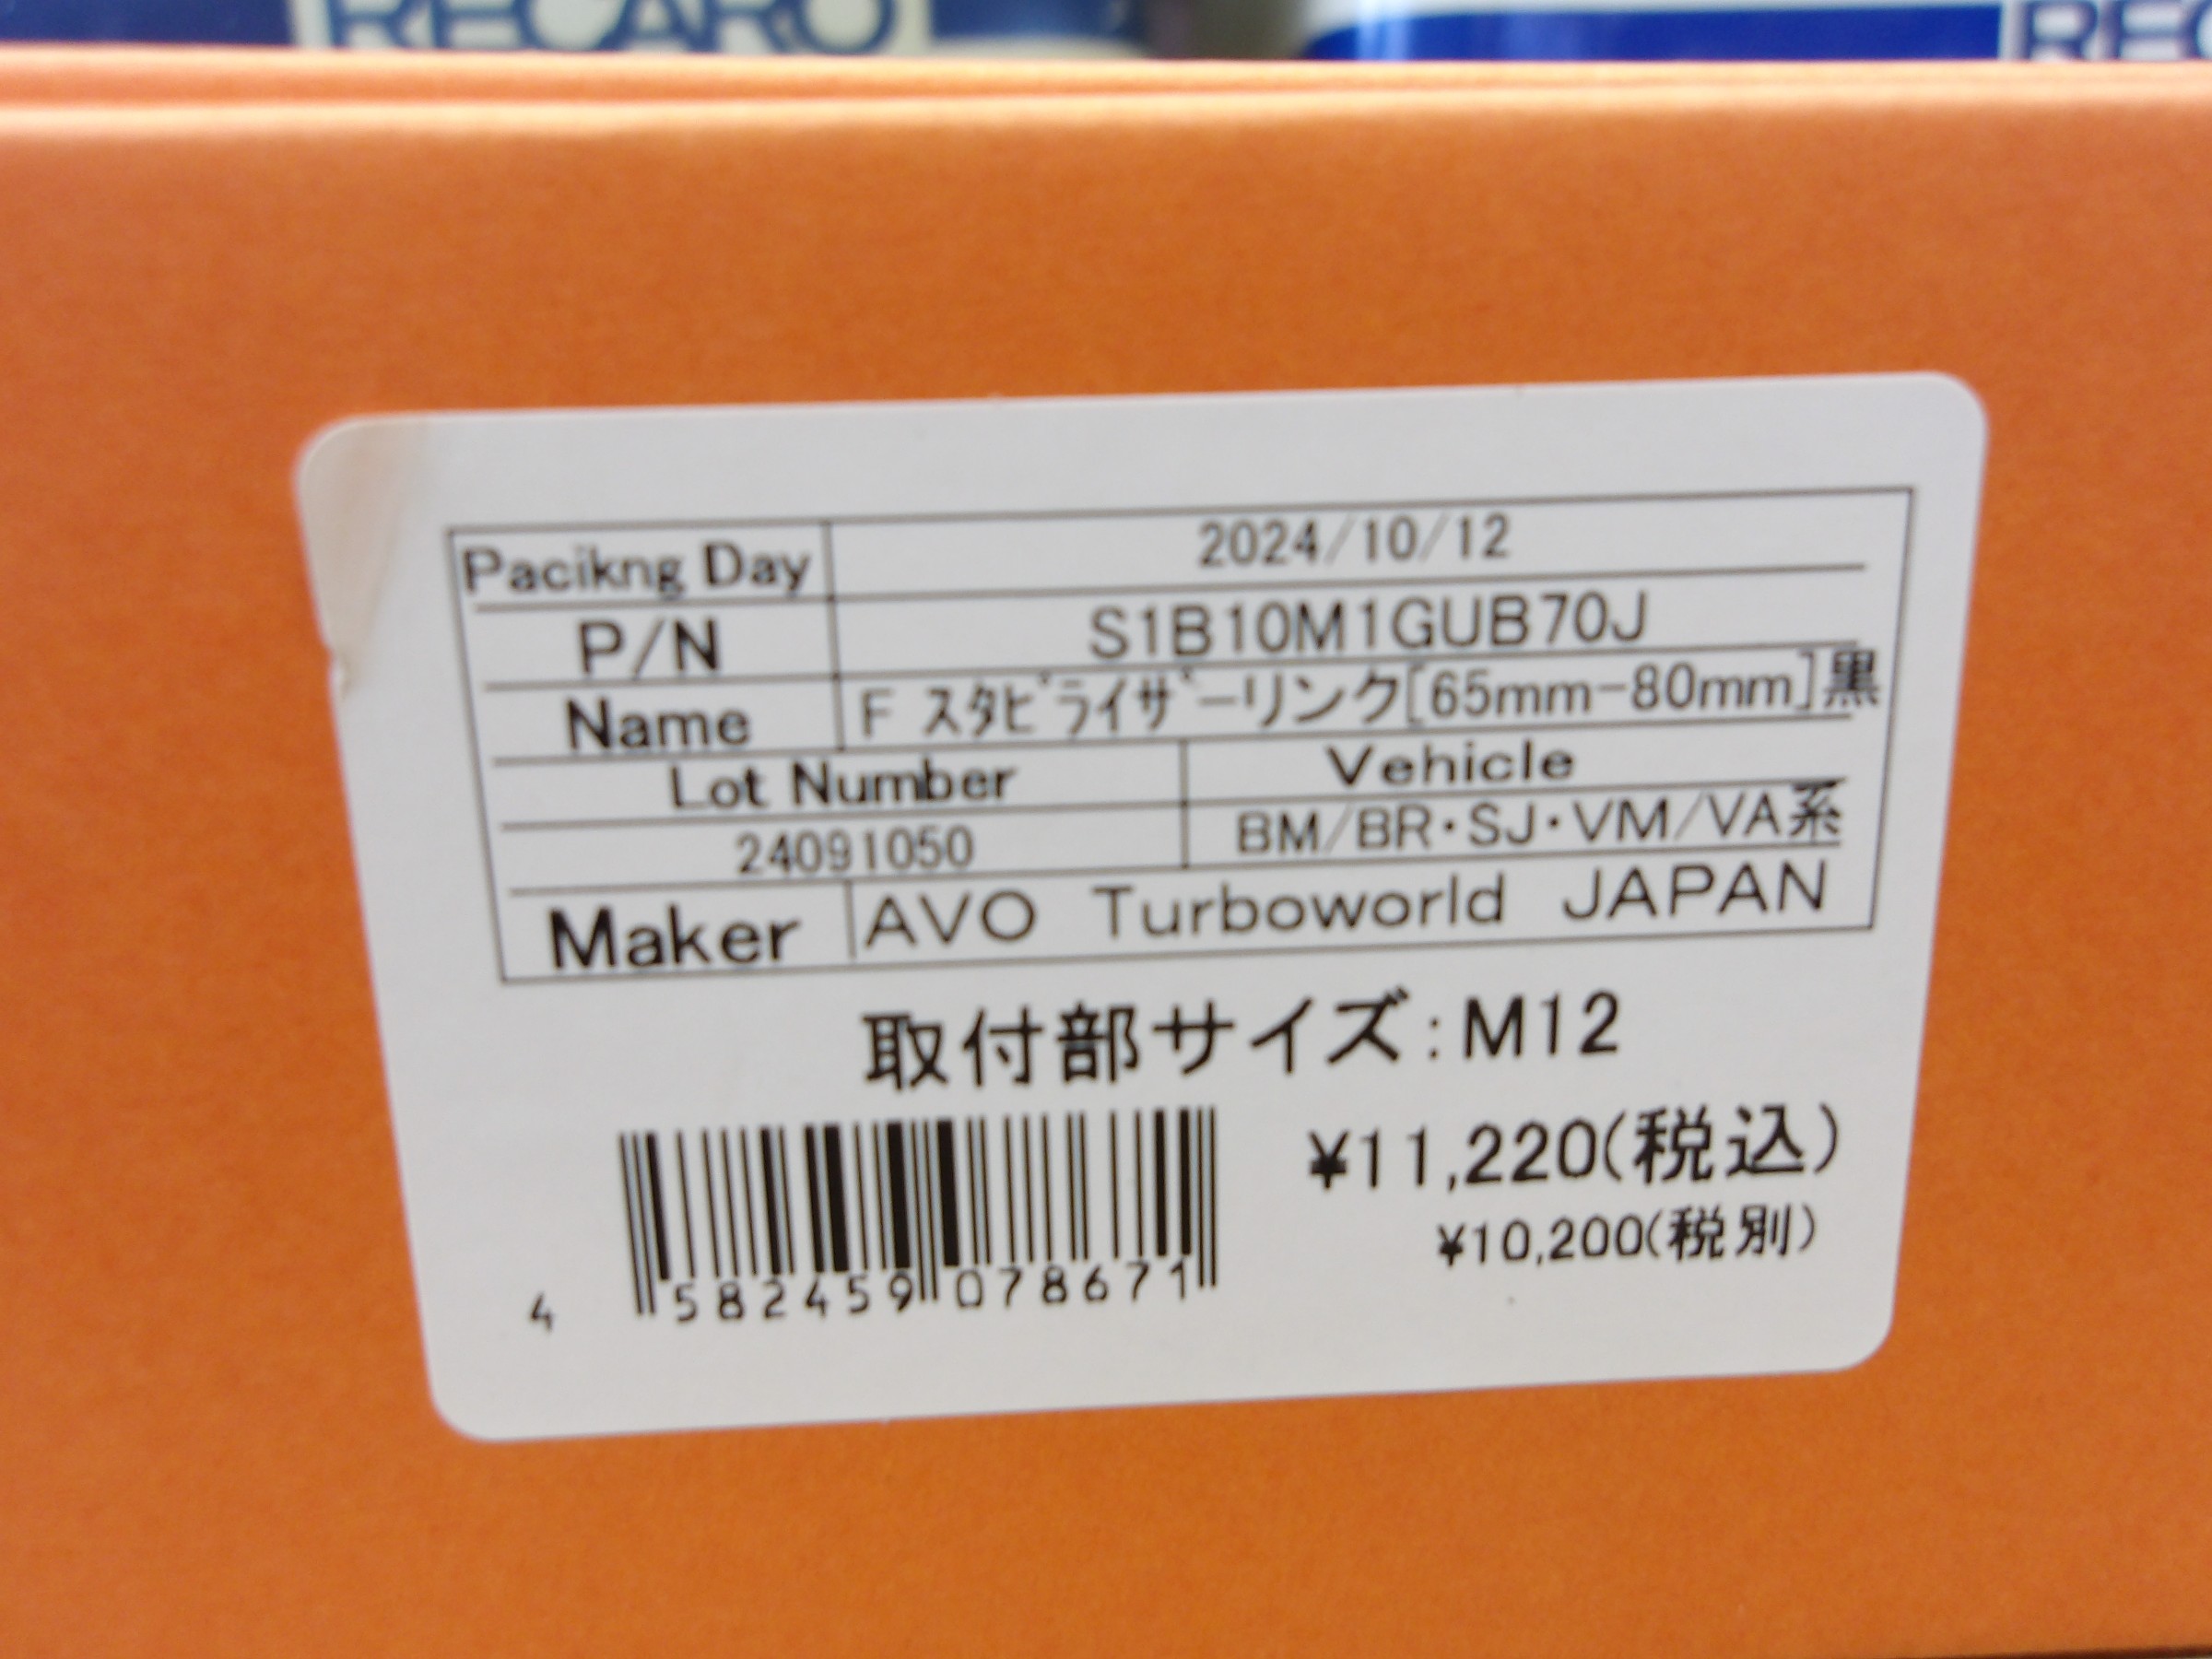 RECARO
Pacikng Day 2024/10/12
P/N S1B10M1GUB70J
Name F スタビライザーリンク[65mm-80mm]黒
Lot Number Vehicle
24091050 BM/BR・SJ・VM/VA系
Maker AVO Turboworld JAPAN
取付部サイズ:M12
¥11,220(税込)
¥10,200(税別)
4 582459 078671